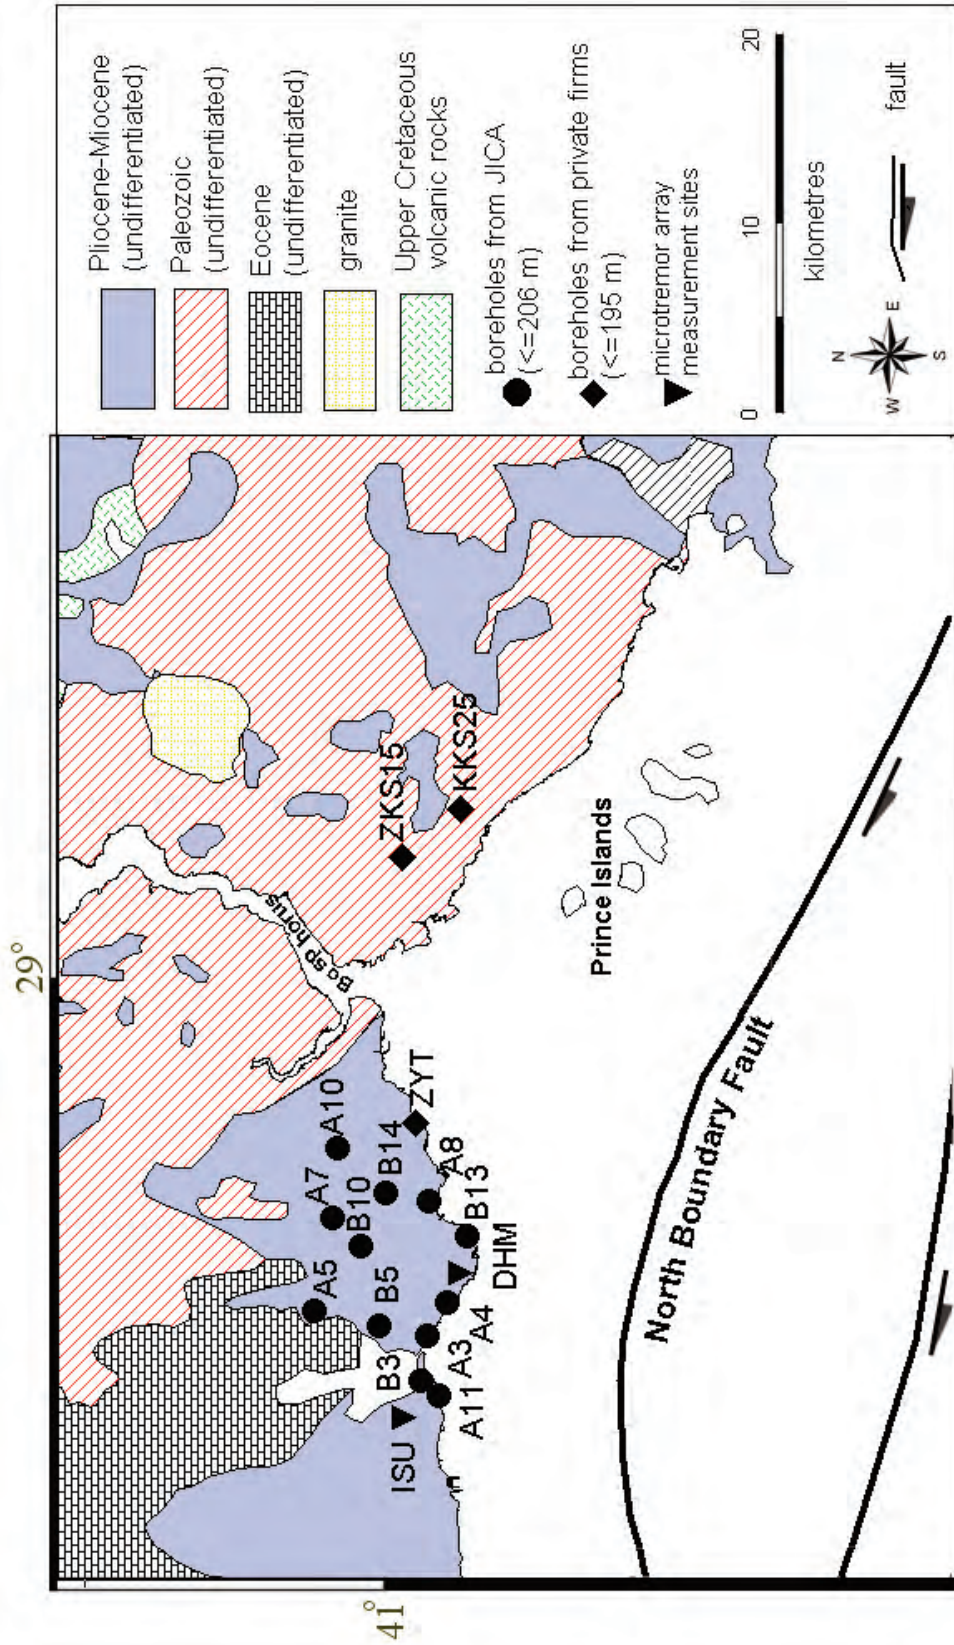 29°
41°
Bosphorus
ZKS15
KKS25
Prince Islands
North Boundary Fault
A10
ZYT
A7
B14
B10
A8
B13
A5
B5
DHM
A4
B3
A3
A11
ISU
Pliocene-Miocene
(undifferentiated)
Paleozoic
(undifferentiated)
Eocene
(undifferentiated)
granite
Upper Cretaceous
volcanic rocks
boreholes from JICA
(<=206 m)
boreholes from private firms
(<=195 m)
microtremor array
measurement sites
0 10 20
kilometres
N
W E
S
fault